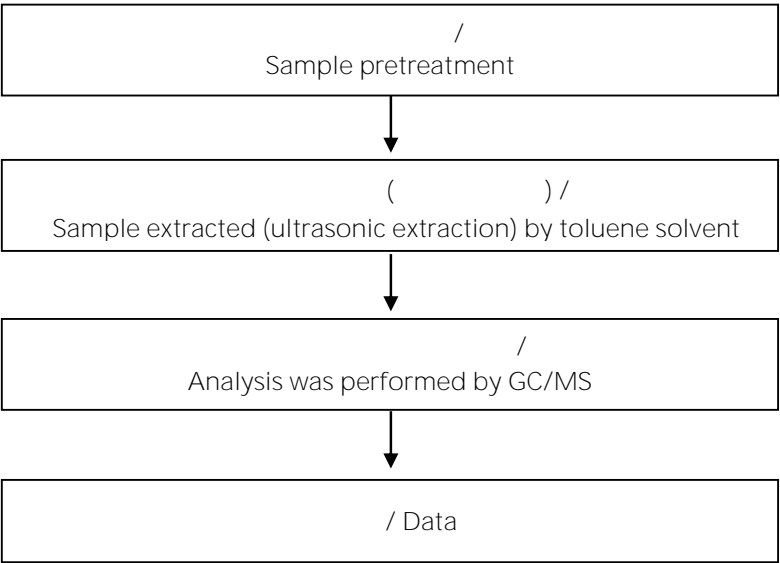 /
Sample pretreatment
( ) /
Sample extracted (ultrasonic extraction) by toluene solvent
/
Analysis was performed by GC/MS
/ Data